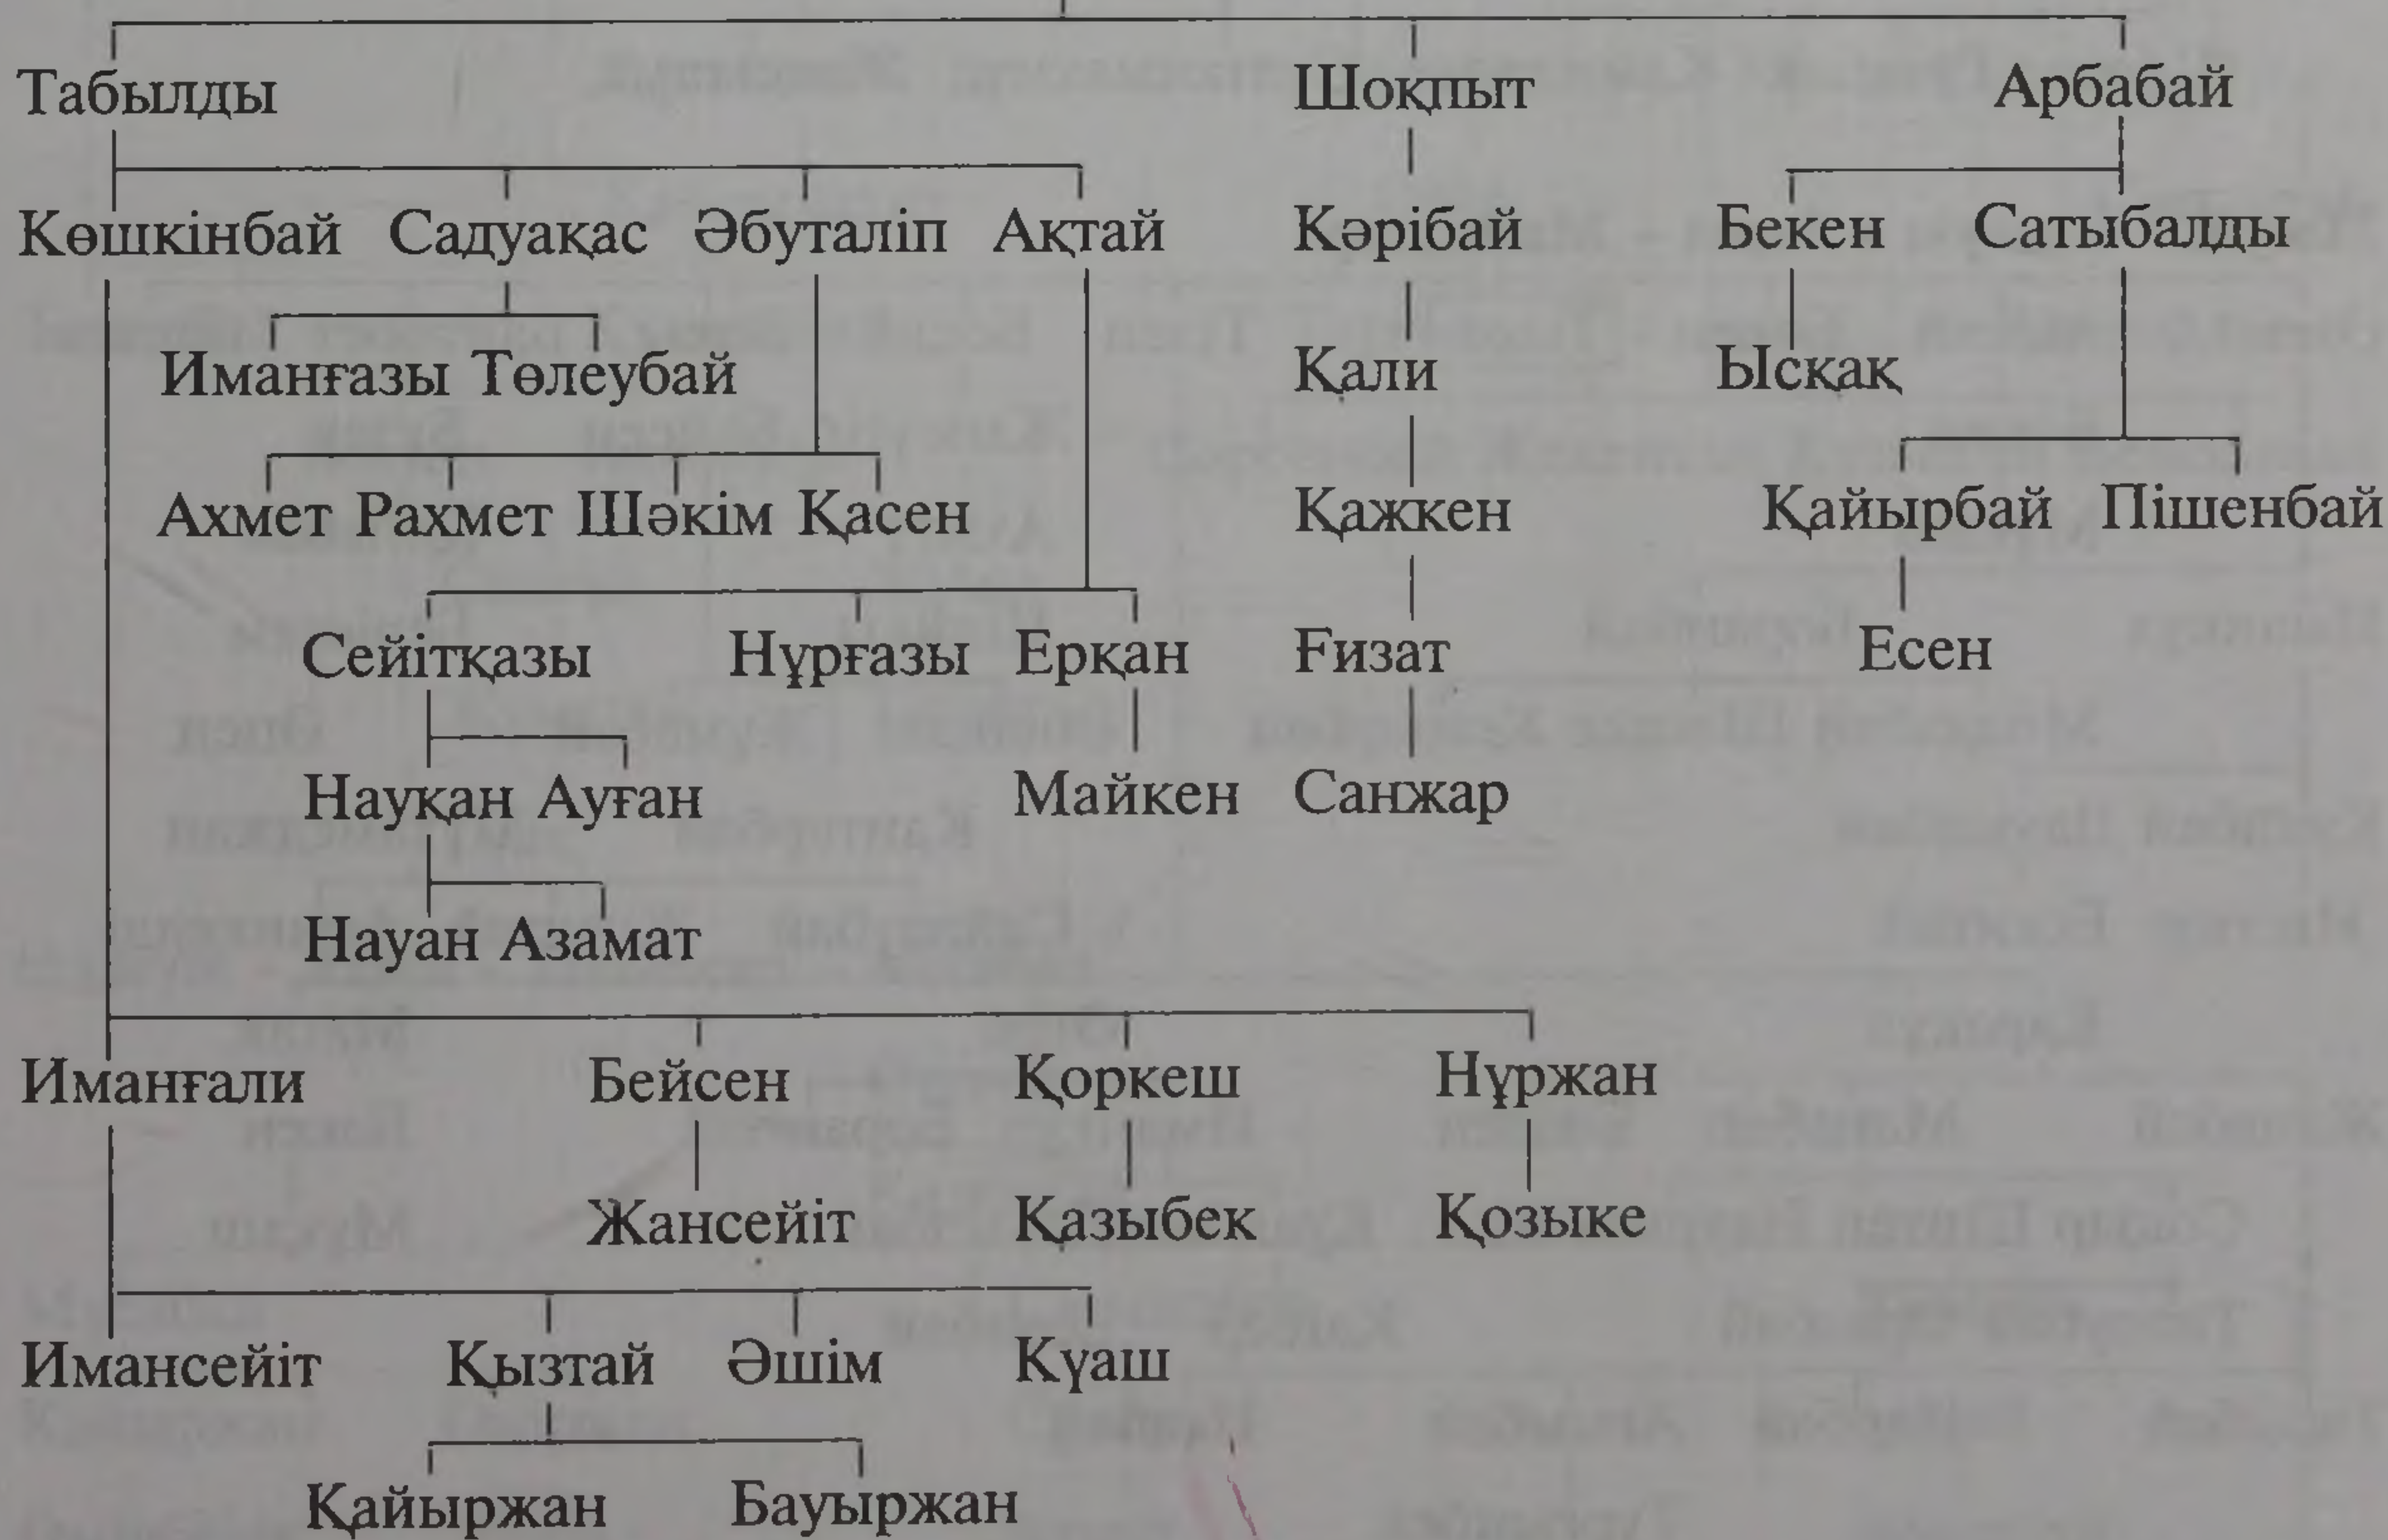 Табылды Шоқпыт Арбабай
Көшкінбай Садуақас Әбуталіп Ақтай Кәрібай Бекен Сатыбалды
Иманғазы Төлеубай Қали Ысқақ
Ахмет Рахмет Шәкім Қасен Қажкен Қайырбай Пішенбай
Сейітқазы Нұрғазы Ерқан Ғизат Есен
Науқан Ауған Майкен Санжар
Науан Азамат
Иманғали Бейсен Қоркеш Нұржан
Жансейіт Қазыбек Қозыке
Имансейіт Қызтай Әшім Күаш
Қайыржан Бауыржан